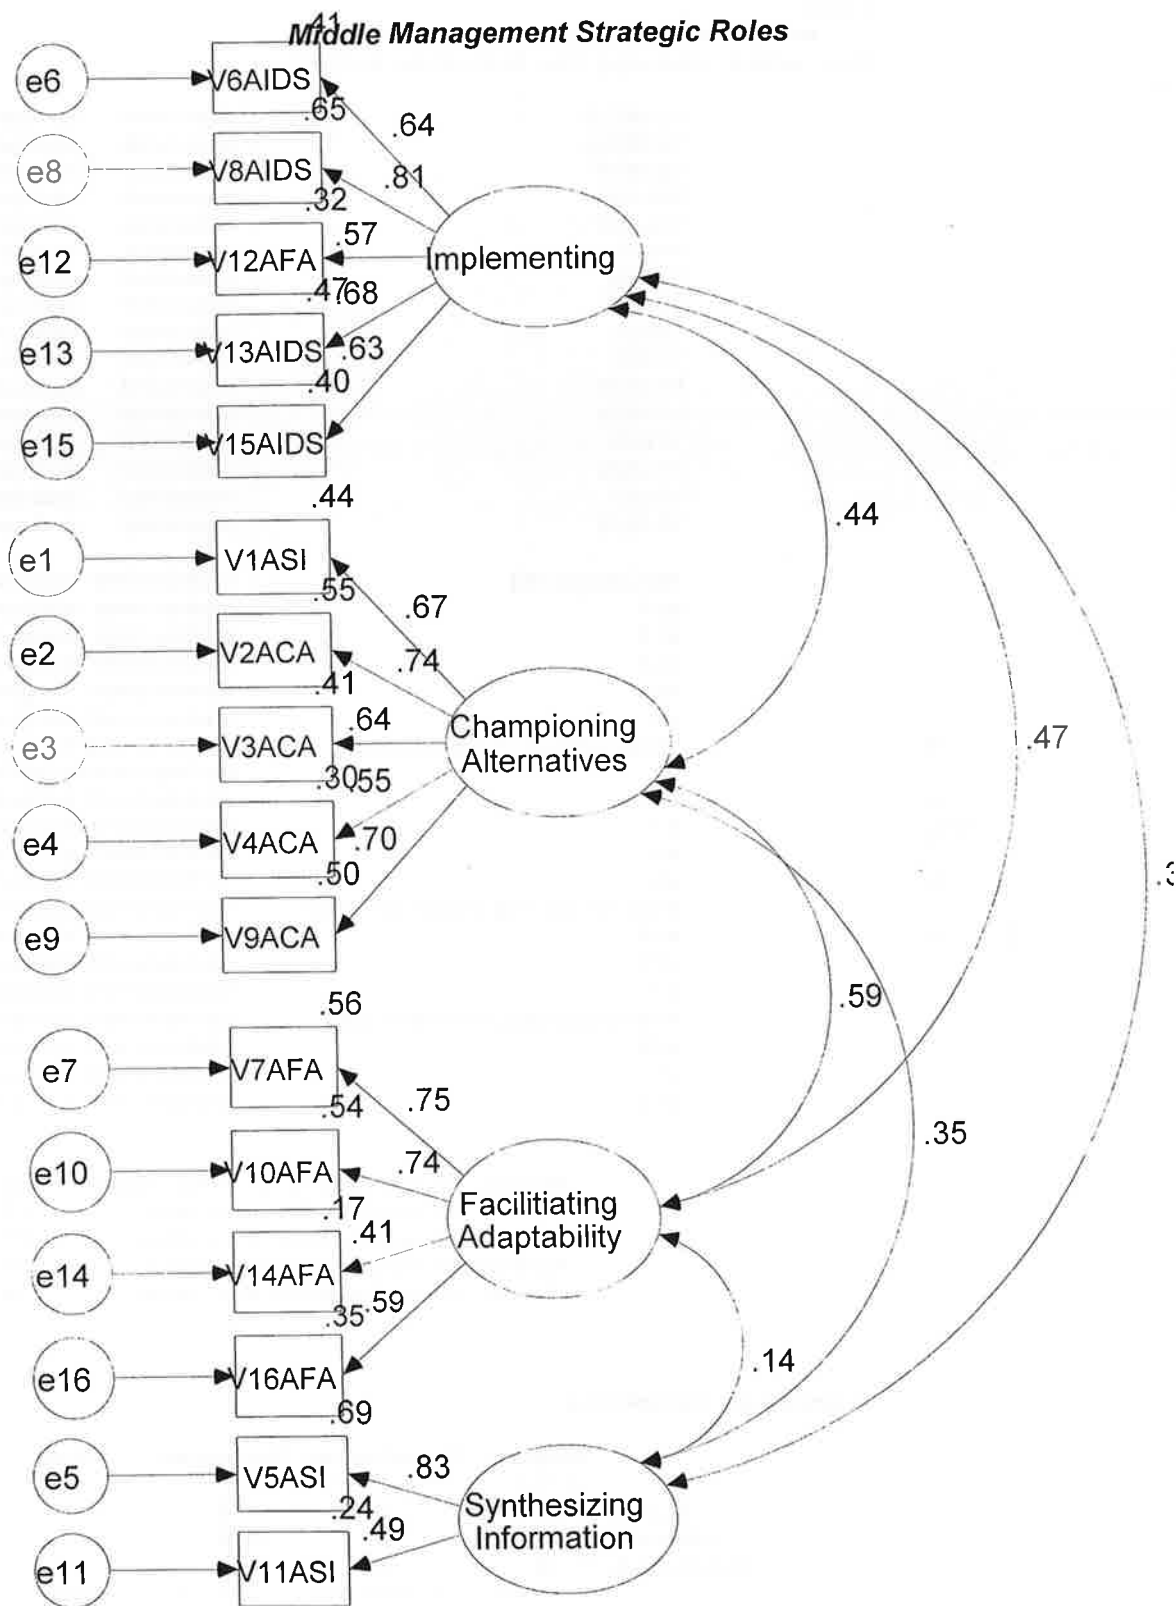 .41
Middle Management Strategic Roles
e6
V6AIDS
.65
.64
e8
V8AIDS
.32
.81
e12
V12AFA
.57
Implementing
.47
.68
e13
V13AIDS
.63
.40
e15
V15AIDS
.44
.44
e1
V1ASI
.55
.67
e2
V2ACA
.74
.41
e3
V3ACA
.64
Championing
Alternatives
.47
.30
.55
e4
V4ACA
.70
.50
.3
e9
V9ACA
.56
.59
e7
V7AFA
.54
.75
.35
e10
V10AFA
.74
.17
Facilitiating
Adaptability
.41
e14
V14AFA
.35
.59
e16
V16AFA
.14
.69
e5
V5ASI
.83
.24
Synthesizing
Information
.49
e11
V11ASI